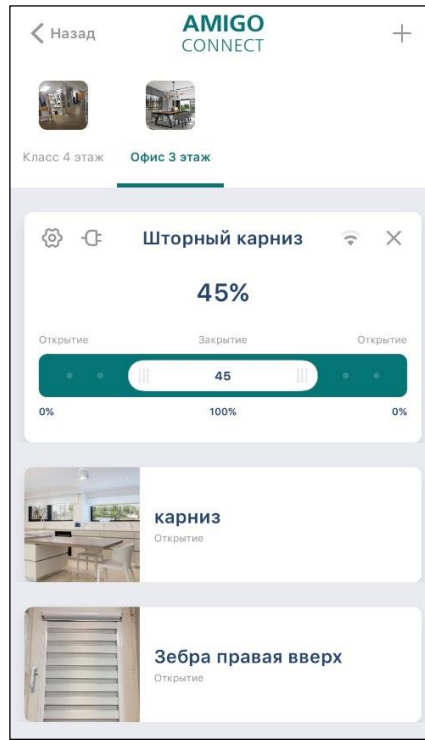 Назад
AMIGO
CONNECT
Класс 4 этаж
Офис 3 этаж
Шторный карниз
45%
Открытие Закрытие Открытие
45
0% 100% 0%
карниз
Открытие
Зебра правая вверх
Открытие